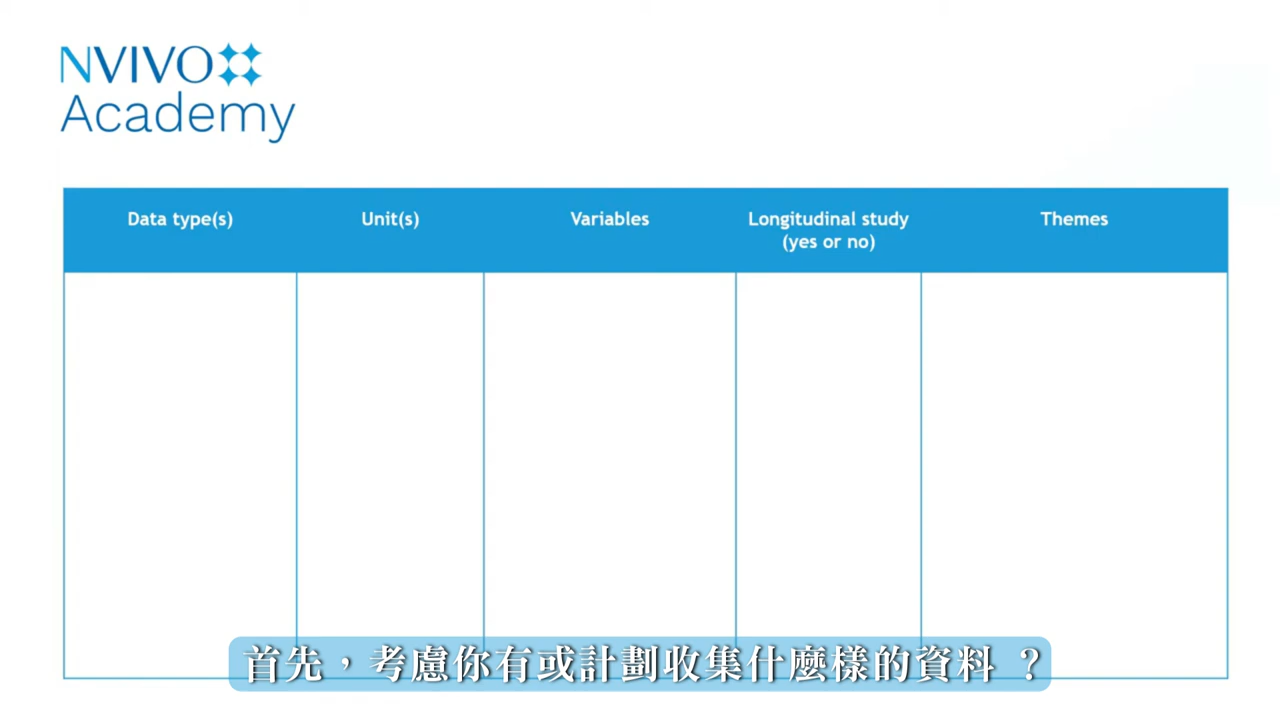 NVIVO
Academy
Data type(s)
Unit(s)
Variables
Longitudinal study
(yes or no)
Themes
首先，考慮你有或計劃收集什麼樣的資料 ？